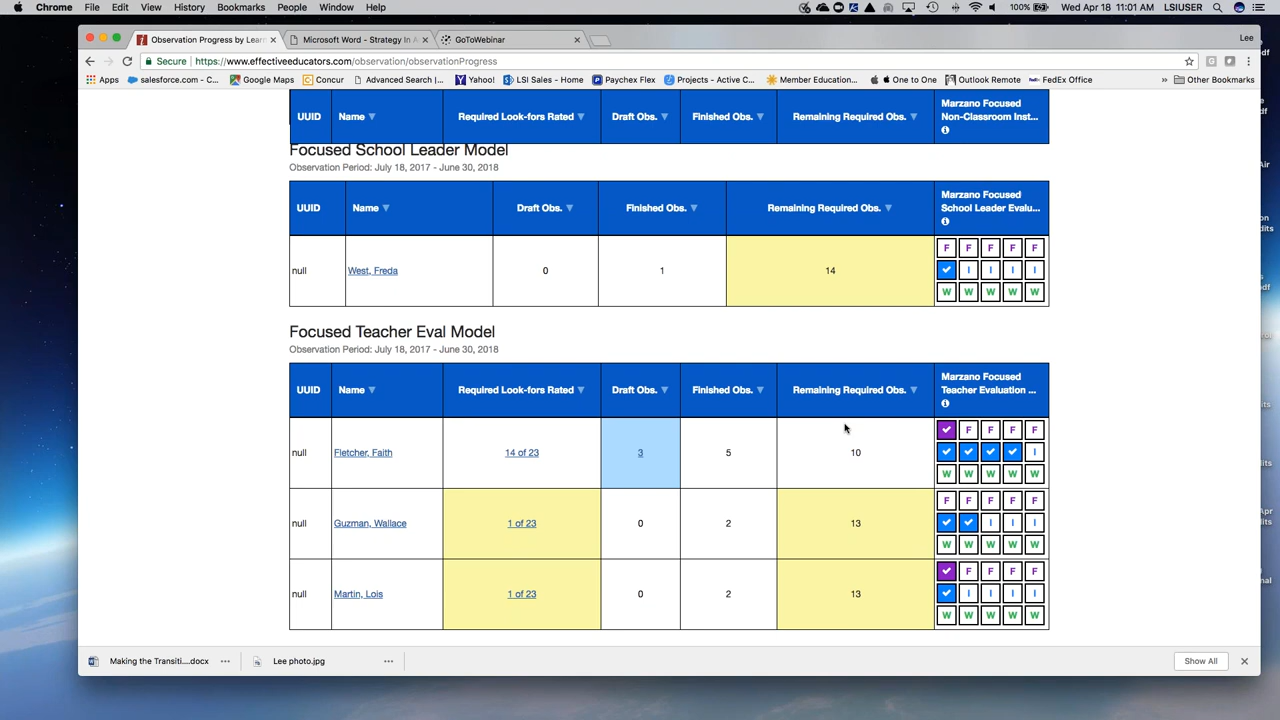 Chrome File Edit View History Bookmarks People Window Help 100% Wed Apr 18 11:01 AM LSIUSER
Observation Progress by Lear Microsoft Word - Strategy In A GoToWebinar Lee
Secure https://www.effectiveeducators.com/observation/observationProgress
Apps salesforce.com - C... Google Maps Concur Advanced Search |... Yahoo! LSI Sales - Home Paychex Flex Projects - Active C... Member Education... One to One Outlook Remote FedEx Office » Other Bookmarks
UUID Name Required Look-fors Rated Draft Obs. Finished Obs. Remaining Required Obs. Marzano Focused
Non-Classroom Inst...
Focused School Leader Model
Observation Period: July 18, 2017 - June 30, 2018
UUID Name Draft Obs. Finished Obs. Remaining Required Obs. Marzano Focused
School Leader Evalu...
F F F F F
null West, Freda 0 1 14 I I I I
W W W W W
Focused Teacher Eval Model
Observation Period: July 18, 2017 - June 30, 2018
UUID Name Required Look-fors Rated Draft Obs. Finished Obs. Remaining Required Obs. Marzano Focused
Teacher Evaluation ...
F F F F
null Fletcher, Faith 14 of 23 3 5 10 I
W W W W W
F F F F F
null Guzman, Wallace 1 of 23 0 2 13 I I I
W W W W W
F F F F
null Martin, Lois 1 of 23 0 2 13 I I I I
W W W W W
Making the Transiti....docx ... Lee photo.jpg ... Show All